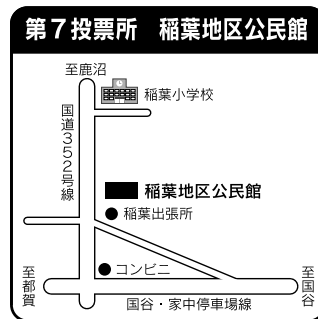 第7投票所 稲葉地区公民館
至鹿沼
稲葉小学校
国道352号線
稲葉地区公民館
稲葉出張所
コンビニ
至都賀
至国谷
国谷・家中停車場線